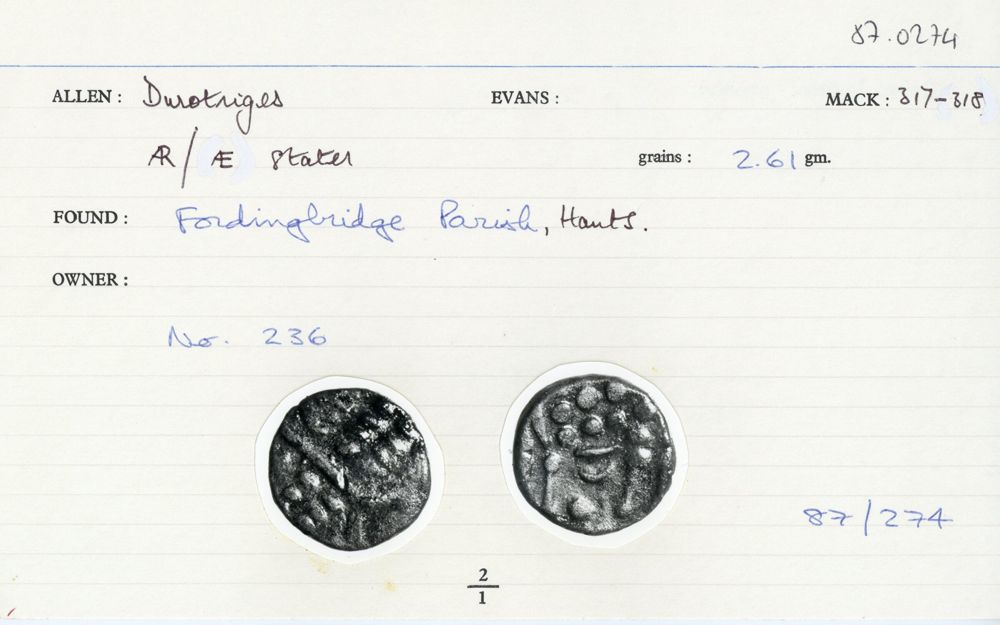 87.0274
ALLEN : Durotriges EVANS : MACK : 317-318
ÆR / Æ Stater grains : 2.61 gm.
FOUND : Fordingbridge Parish, Hants.
OWNER :
No. 236
87/274
2
1